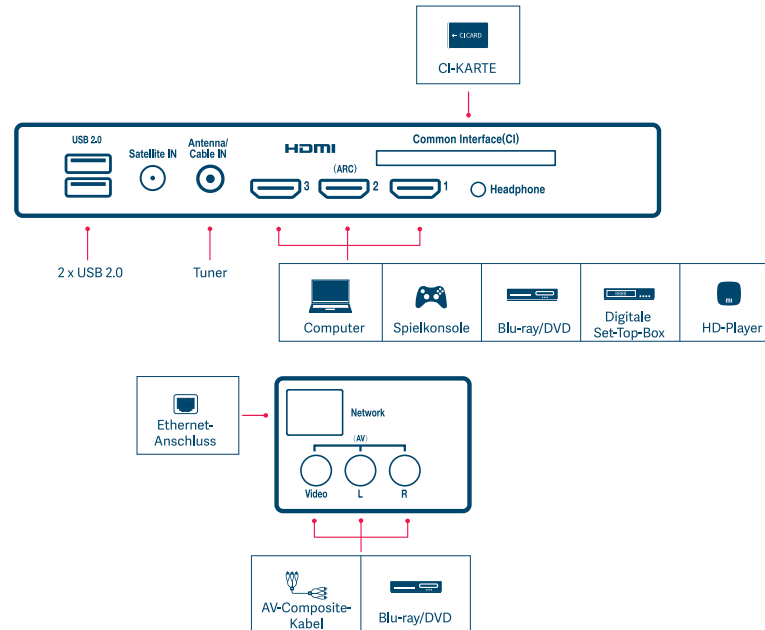 ← CICARD
CI-KARTE
USB 2.0
Satellite IN
Antenna/
Cable IN
HDMI
Common Interface(CI)
(ARC)
3
2
1
Headphone
2 x USB 2.0
Tuner
Computer
Spielkonsole
Blu-ray/DVD
Digitale
Set-Top-Box
HD-Player
Ethernet-
Anschluss
Network
(AV)
Video
L
R
AV-Composite-
Kabel
Blu-ray/DVD